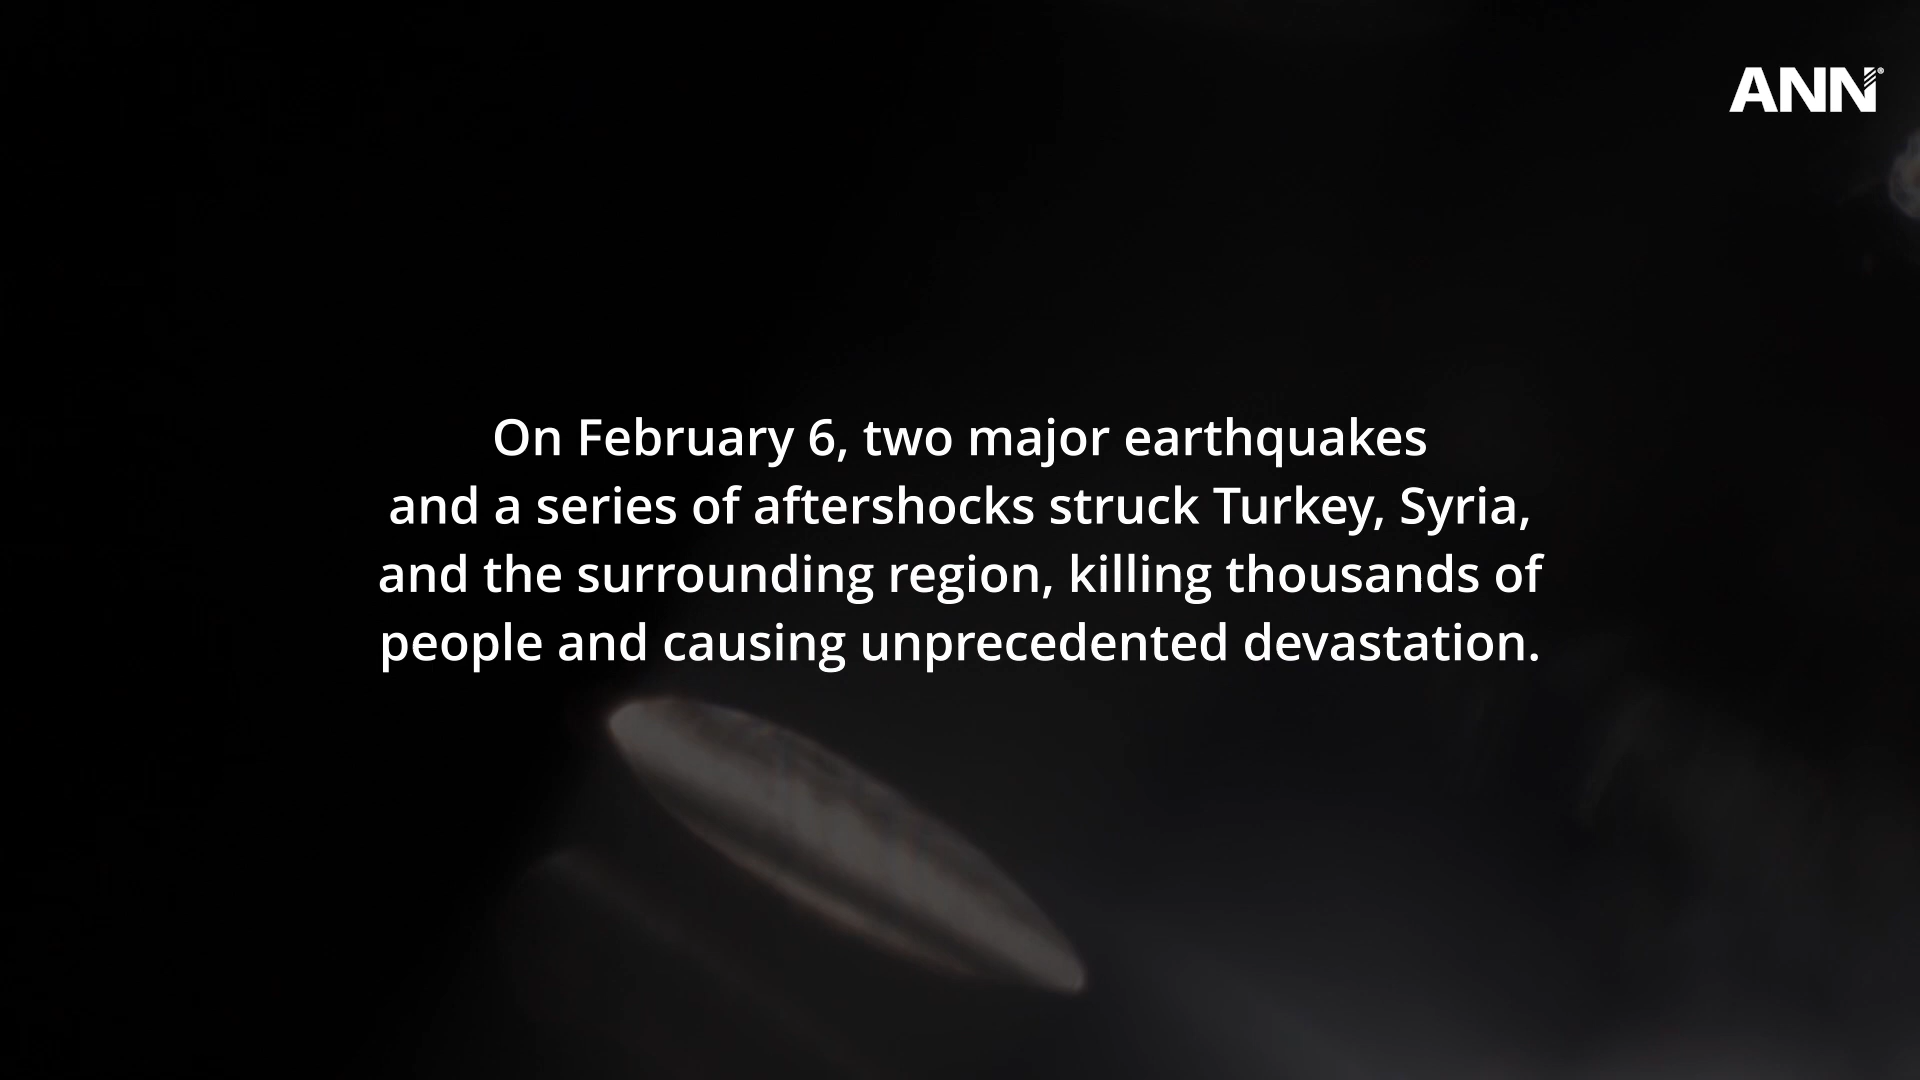 ANN®
On February 6, two major earthquakes
and a series of aftershocks struck Turkey, Syria,
and the surrounding region, killing thousands of
people and causing unprecedented devastation.